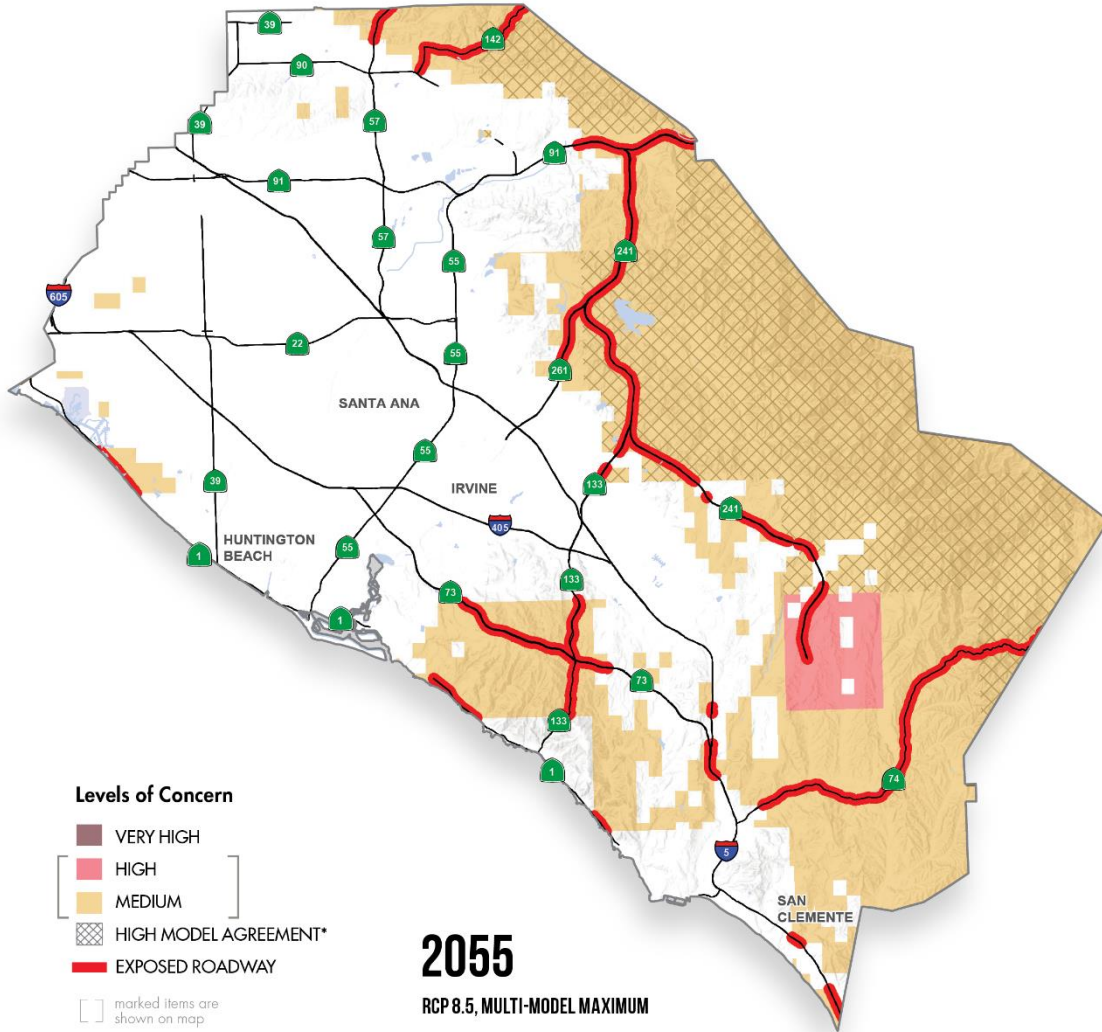 39
142
90
57
39
91
91
57
55
241
605
22
55
261
SANTA ANA
55
IRVINE
133
39
241
405
HUNTINGTON
BEACH
1
55
133
73
1
73
133
1
74
5
SAN
CLEMENTE
Levels of Concern
VERY HIGH
HIGH
MEDIUM
HIGH MODEL AGREEMENT*
EXPOSED ROADWAY
marked items are
shown on map
2055
RCP 8.5, MULTI-MODEL MAXIMUM